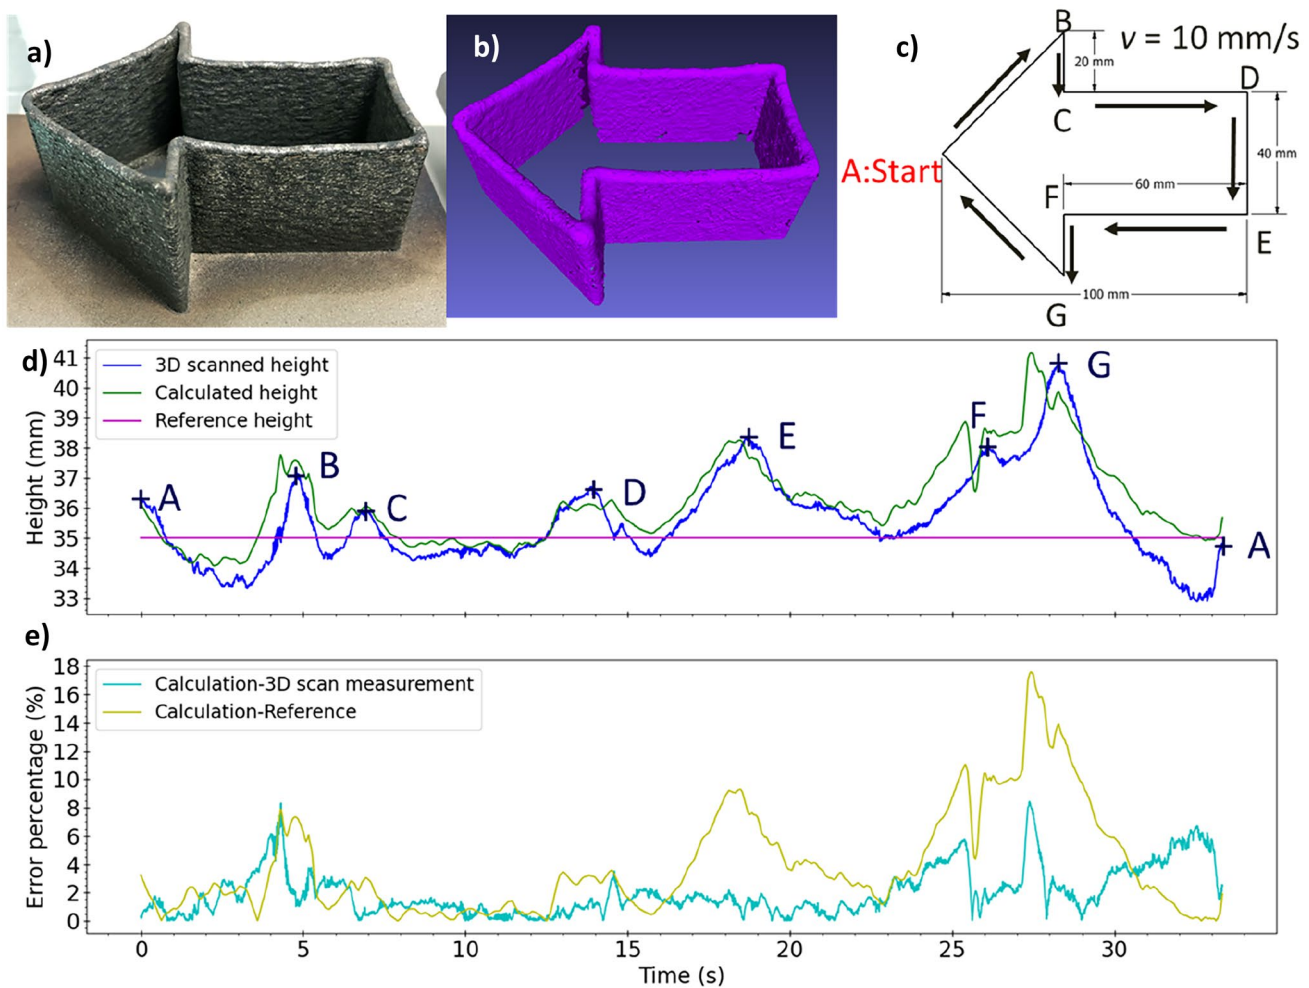 a)
b)
c)
B
v = 10 mm/s
20 mm
D
C
40 mm
A:Start
60 mm
F
E
100 mm
G
d)
3D scanned height
Calculated height
Reference height
Height (mm)
41
40
39
38
37
36
35
34
33
A
B
C
D
E
F
G
A
e)
Calculation-3D scan measurement
Calculation-Reference
Error percentage (%)
18
16
14
12
10
8
6
4
2
0
0 5 10 15 20 25 30
Time (s)